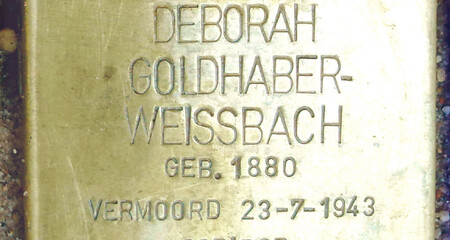 DEBORAH
GOLDHABER-
WEISSBACH
GEB. 1880
VERMOORD 23-7-1943